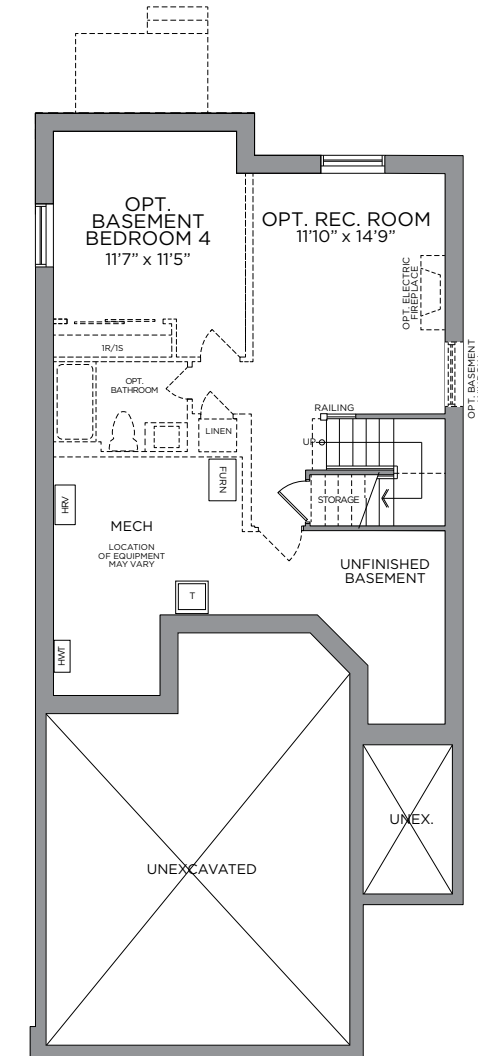 OPT.
BASEMENT
BEDROOM 4
11'7" x 11'5"
OPT. REC. ROOM
11'10" x 14'9"
OPT. ELECTRIC
FIREPLACE
1R/1S
OPT.
BATHROOM
LINEN
RAILING
UP
STORAGE
FURN
HRV
MECH
LOCATION
OF EQUIPMENT
MAY VARY
UNFINISHED
BASEMENT
T
HWT
UNEX.
UNEXCAVATED
OPT. BASEMENT